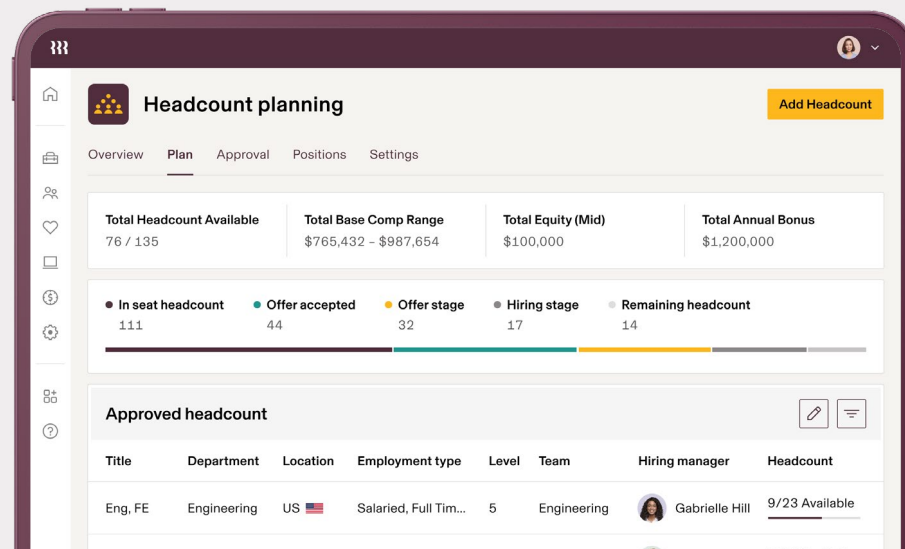 Headcount planning
Add Headcount
Overview Plan Approval Positions Settings
Total Headcount Available Total Base Comp Range Total Equity (Mid) Total Annual Bonus
76 / 135 $765,432 – $987,654 $100,000 $1,200,000
In seat headcount Offer accepted Offer stage Hiring stage Remaining headcount
111 44 32 17 14
Approved headcount
Title Department Location Employment type Level Team Hiring manager Headcount
Eng, FE Engineering US Salaried, Full Tim... 5 Engineering Gabrielle Hill 9/23 Available